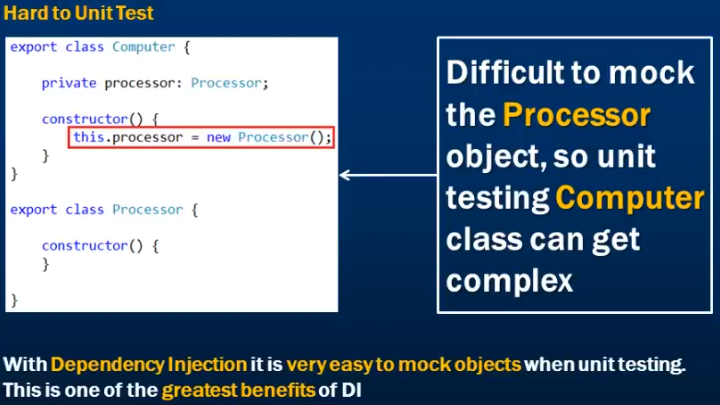 Hard to Unit Test
export class Computer {
private processor: Processor;
constructor() {
this.processor = new Processor();
}
}
export class Processor {
constructor() {
}
}
Difficult to mock
the Processor
object, so unit
testing Computer
class can get
complex
With Dependency Injection it is very easy to mock objects when unit testing.
This is one of the greatest benefits of DI